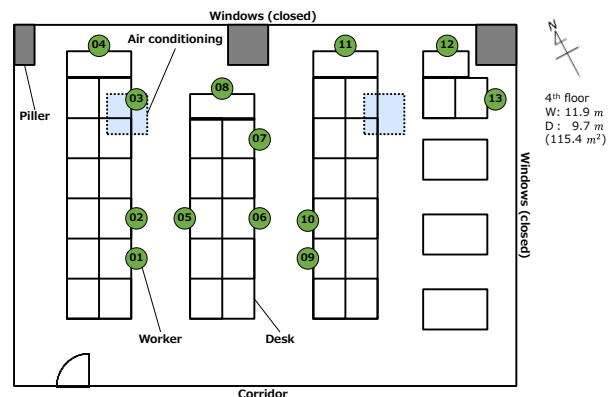 Windows (closed)
04
Air conditioning
11
12
N
03
08
13
Piller
4th floor
W: 11.9 m
D : 9.7 m
(115.4 m²)
07
Windows (closed)
02
05
06
10
01
09
Worker
Desk
Corridor